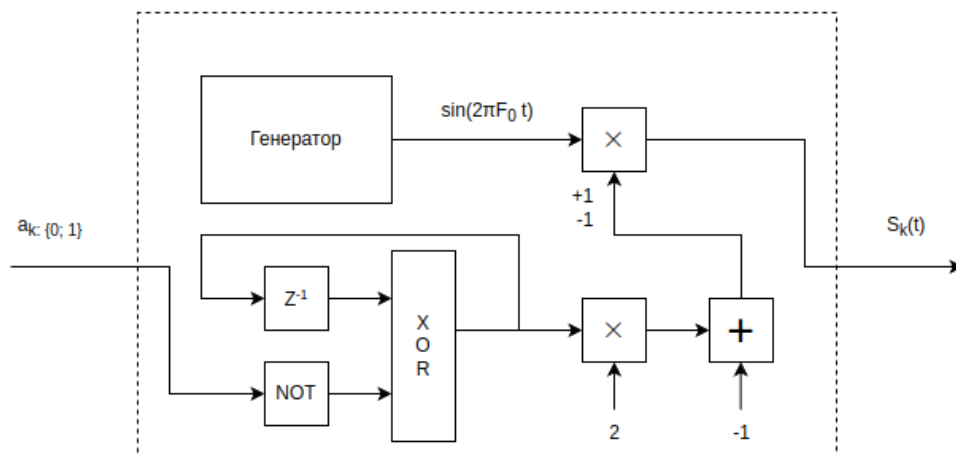 Генератор
sin(2πF₀ t)
×
+1
-1
aₖ: {0; 1}
Sₖ(t)
Z⁻¹
X
O
R
×
+
NOT
2
-1